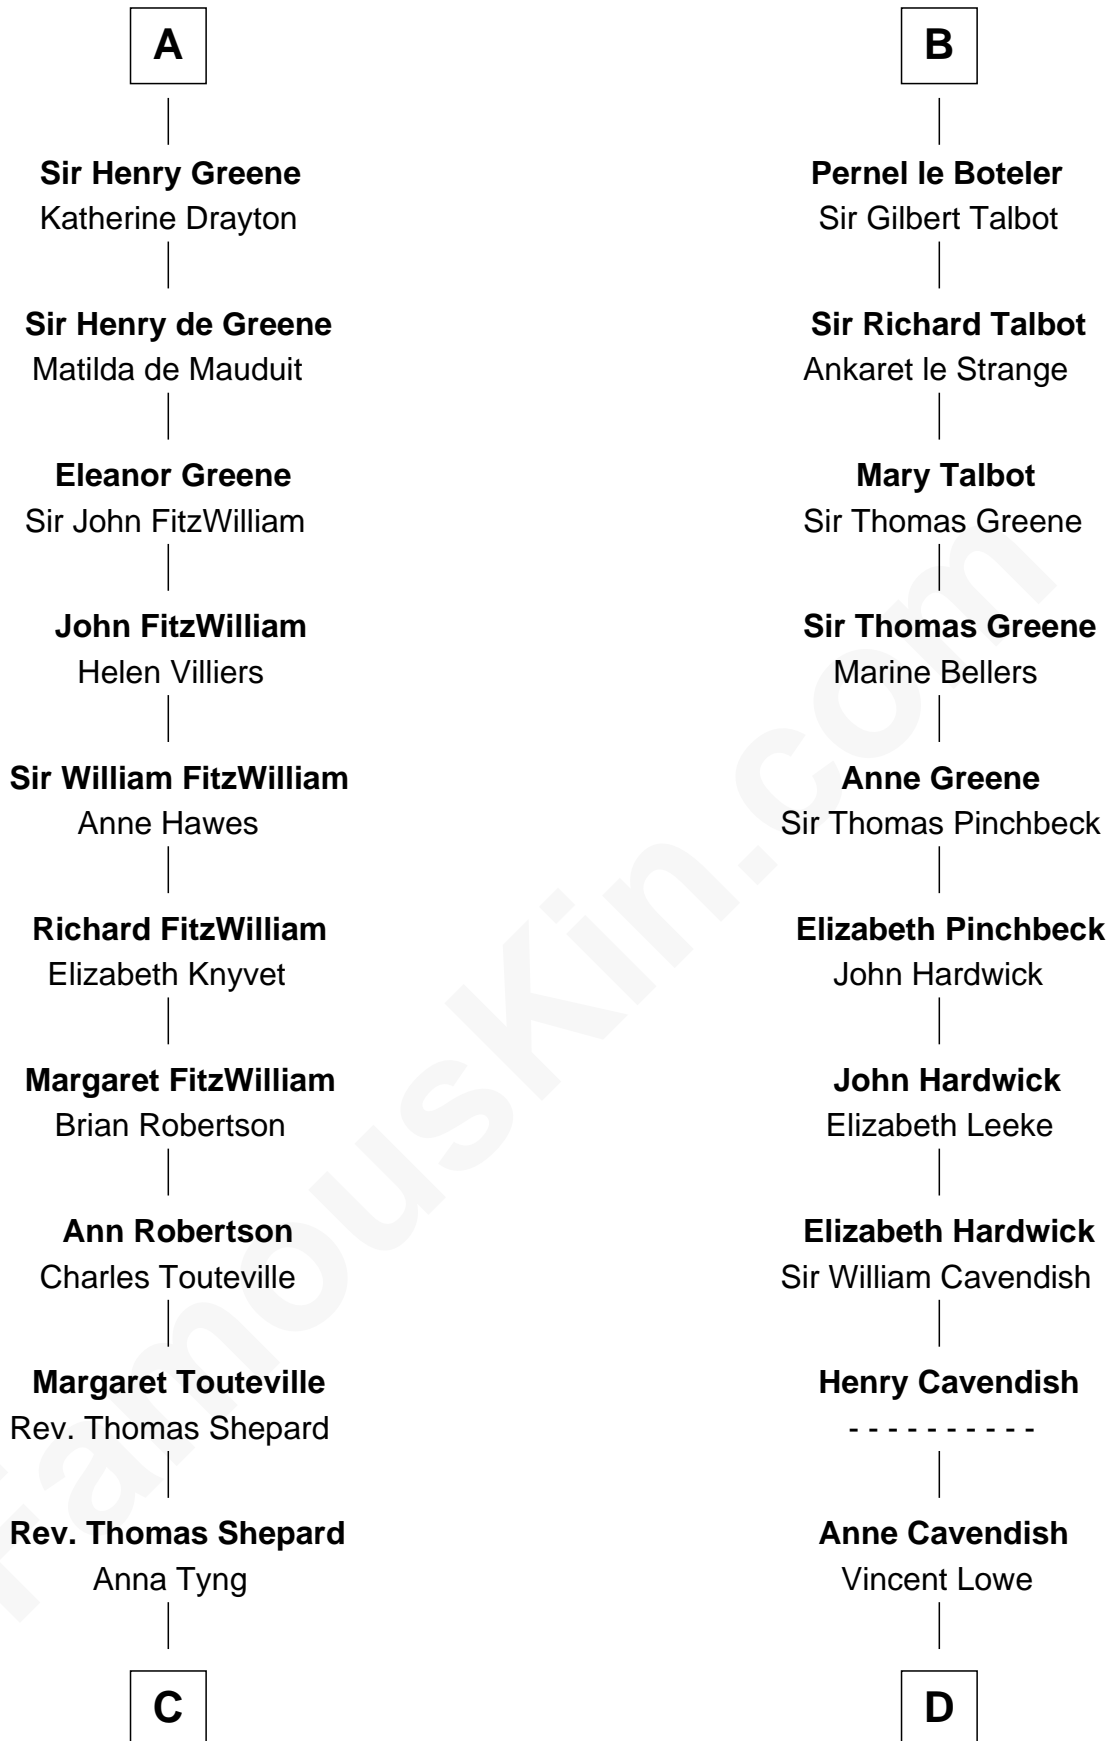 A
Sir Henry Greene
Katherine Drayton
Sir Henry de Greene
Matilda de Mauduit
Eleanor Greene
Sir John FitzWilliam
John FitzWilliam
Helen Villiers
Sir William FitzWilliam
Anne Hawes
Richard FitzWilliam
Elizabeth Knyvet
Margaret FitzWilliam
Brian Robertson
Ann Robertson
Charles Touteville
Margaret Touteville
Rev. Thomas Shepard
Rev. Thomas Shepard
Anna Tyng
C
B
Pernel le Boteler
Sir Gilbert Talbot
Sir Richard Talbot
Ankaret le Strange
Mary Talbot
Sir Thomas Greene
Sir Thomas Greene
Marine Bellers
Anne Greene
Sir Thomas Pinchbeck
Elizabeth Pinchbeck
John Hardwick
John Hardwick
Elizabeth Leeke
Elizabeth Hardwick
Sir William Cavendish
Henry Cavendish
- - - - - - - - - -
Anne Cavendish
Vincent Lowe
D
FamousKin.com